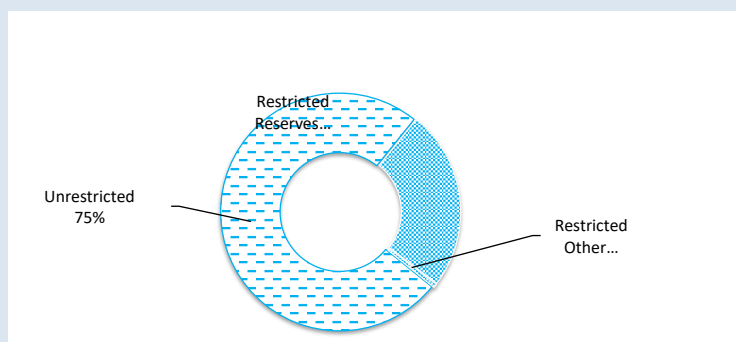 Restricted
Reserves...
Unrestricted
75%
Restricted
Other...